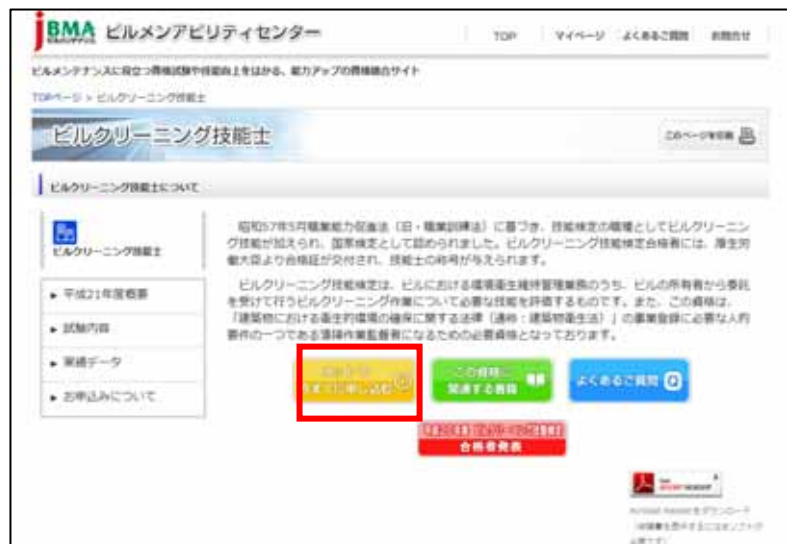 JBMA ビルメンアビリティセンター
TOP マイページ よくあるご質問 お問合せ
ビルメンテナンスに役立つ資格試験や技能向上をはかる、能力アップの資格総合サイト
TOPページ > ビルクリーニング技能士
ビルクリーニング技能士
このページを印刷
ビルクリーニング技能士について
ビルクリーニング技能士
▸ 平成21年度概要
▸ 試験内容
▸ 実績データ
▸ お申込みについて
昭和57年5月職業能力促進法（旧・職業訓練法）に基づき、技能検定の職種としてビルクリーニン
グ技能が加えられ、国家検定として認められました。ビルクリーニング技能検定合格者には、厚生労
働大臣より合格証が交付され、技能士の称号が与えられます。
ビルクリーニング技能検定は、ビルにおける環境衛生維持管理業務のうち、ビルの所有者から委託
を受けて行うビルクリーニング作業について必要な技能を評価するものです。また、この資格は、
「建築物における衛生的環境の確保に関する法律（通称：建築物衛生法）」の事業登録に必要な人的
要件の一つである清掃作業監督者になるための必要資格となっております。
この資格に
関連する書籍
よくあるご質問
合格者発表